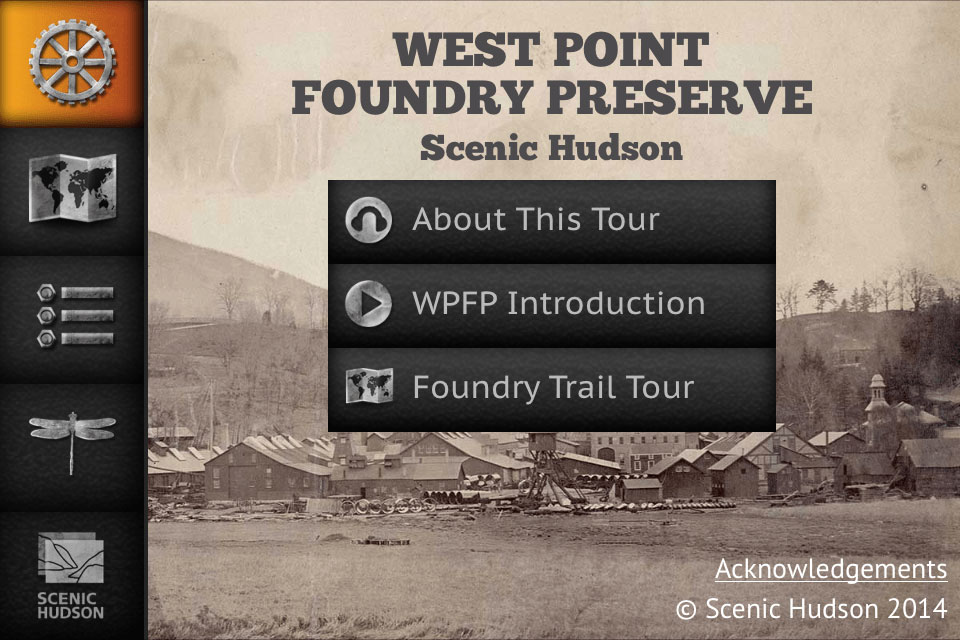 WEST POINT
FOUNDRY PRESERVE
Scenic Hudson
About This Tour
WPFP Introduction
Foundry Trail Tour
SCENIC
HUDSON
Acknowledgements
© Scenic Hudson 2014